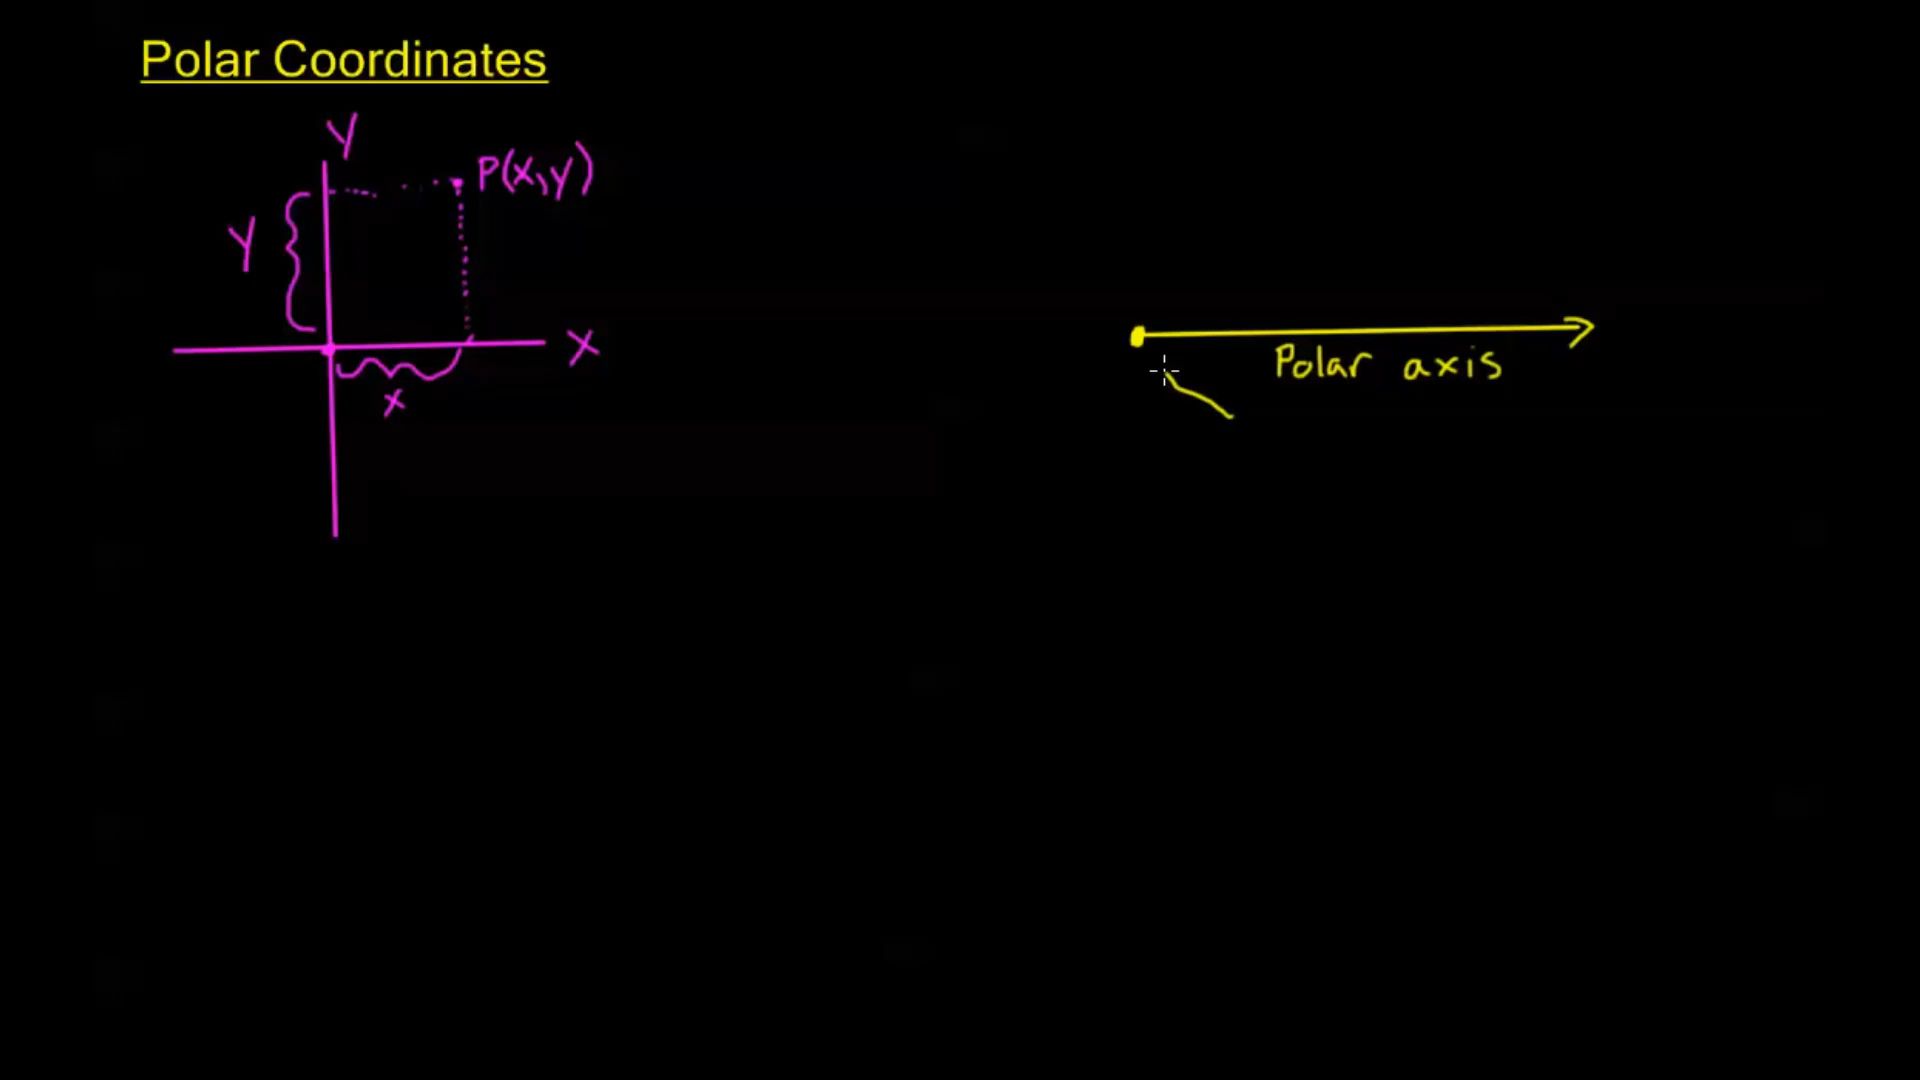 Polar Coordinates
Y
P(x,y)
Y
X
Polar axis
x